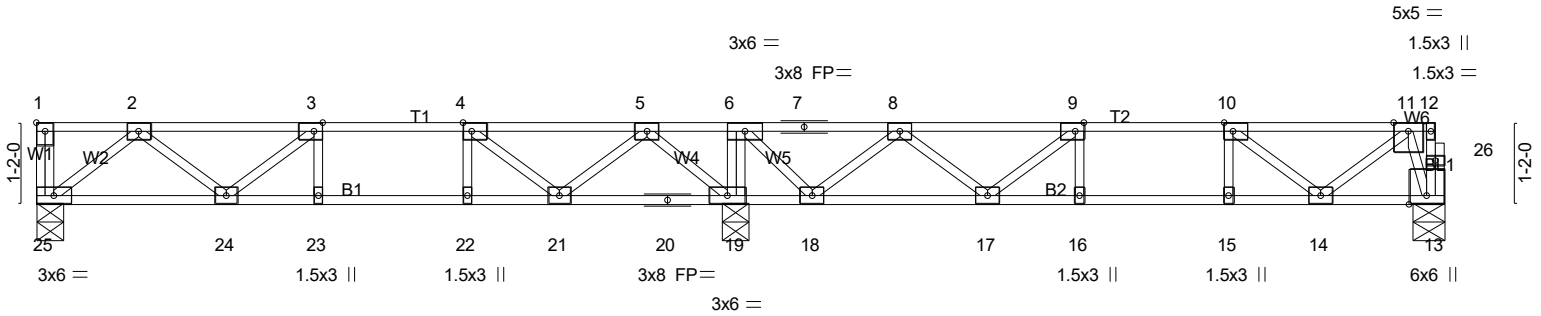 5x5 =
3x6 =
1.5x3 ||
3x8 FP=
1.5x3 =
1 2 3 4 5 6 7 8 9 10 11 12
T1 T2 W6
1-2-0 W1 W2 W4 W5 26 1-2-0
B1 B2
25 24 23 22 21 20 19 18 17 16 15 14 13
3x6 = 1.5x3 || 1.5x3 || 3x8 FP= 1.5x3 || 1.5x3 || 6x6 ||
3x6 =